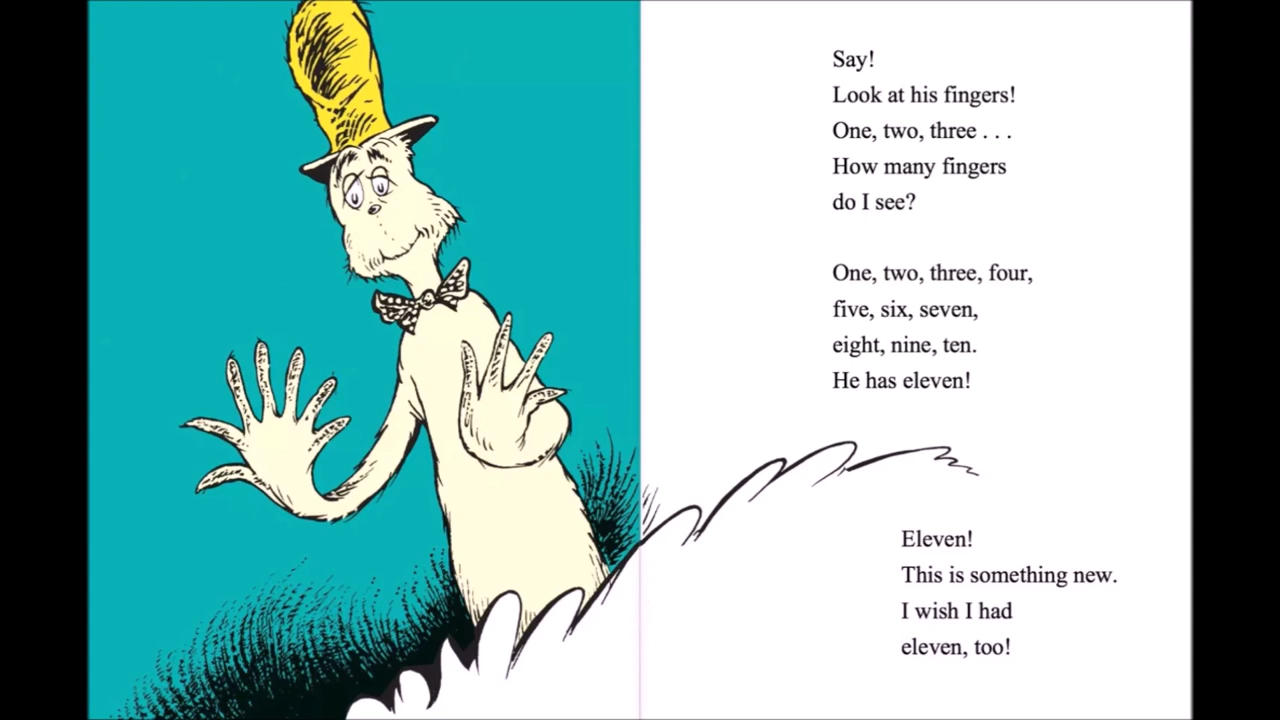 Say!
Look at his fingers!
One, two, three . . .
How many fingers
do I see?
One, two, three, four,
five, six, seven,
eight, nine, ten.
He has eleven!
Eleven!
This is something new.
I wish I had
eleven, too!